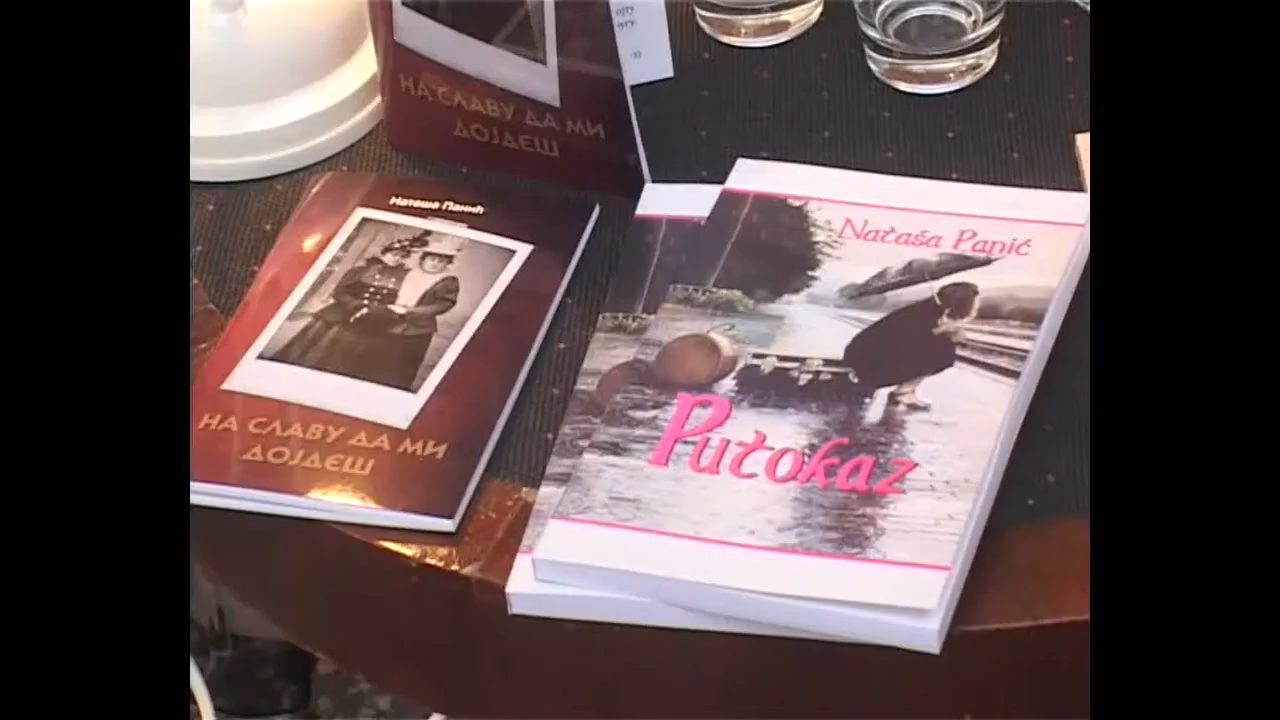 НА СЛАВУ ДА МИ
ДОЈДЕШ
Наташа Панић
НА СЛАВУ ДА МИ
ДОЈДЕШ
Nataša Panić
Putokaz